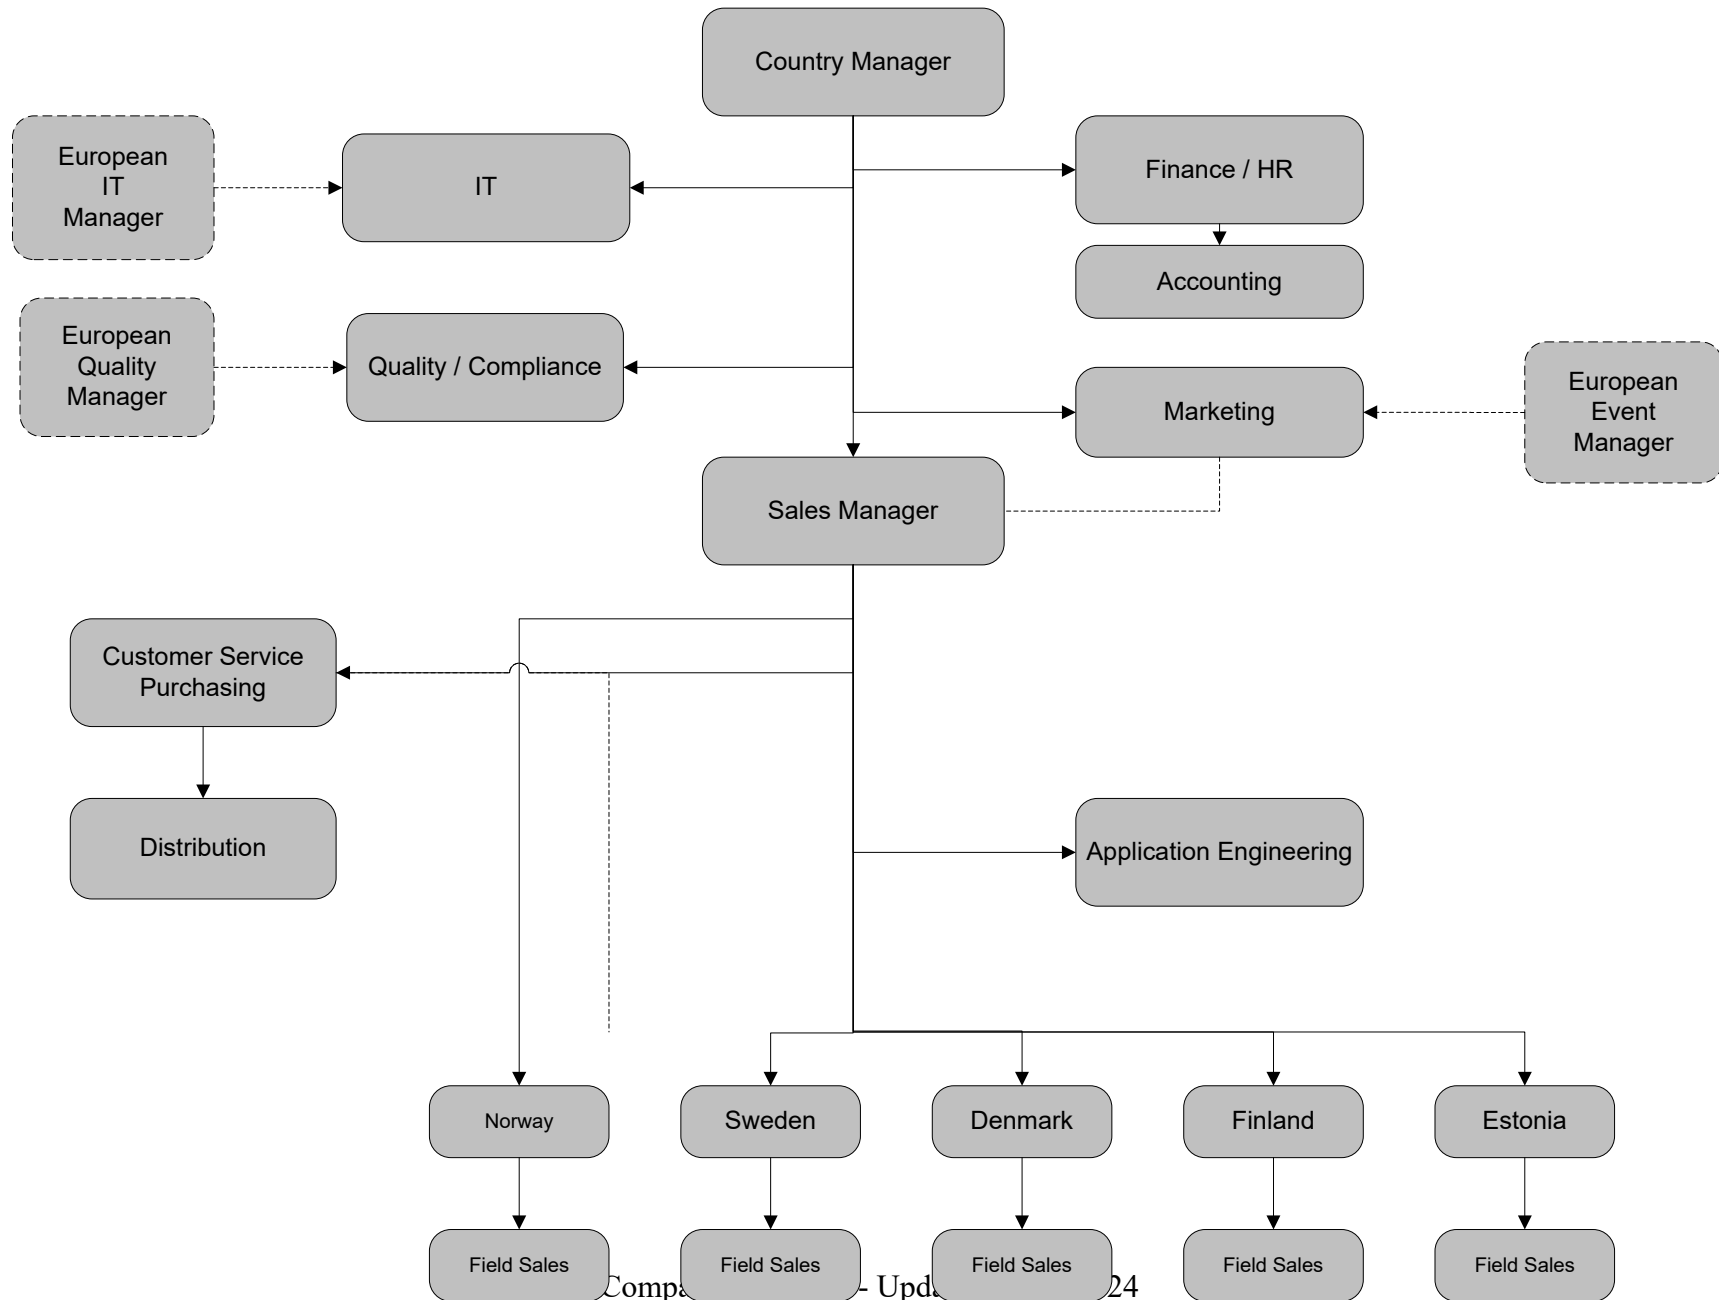 Country Manager
European
IT
Manager
IT
Finance / HR
Accounting
European
Quality
Manager
Quality / Compliance
Marketing
European
Event
Manager
Sales Manager
Customer Service
Purchasing
Distribution
Application Engineering
Norway
Sweden
Denmark
Finland
Estonia
Field Sales
Field Sales
Field Sales
Field Sales
Field Sales
- 24